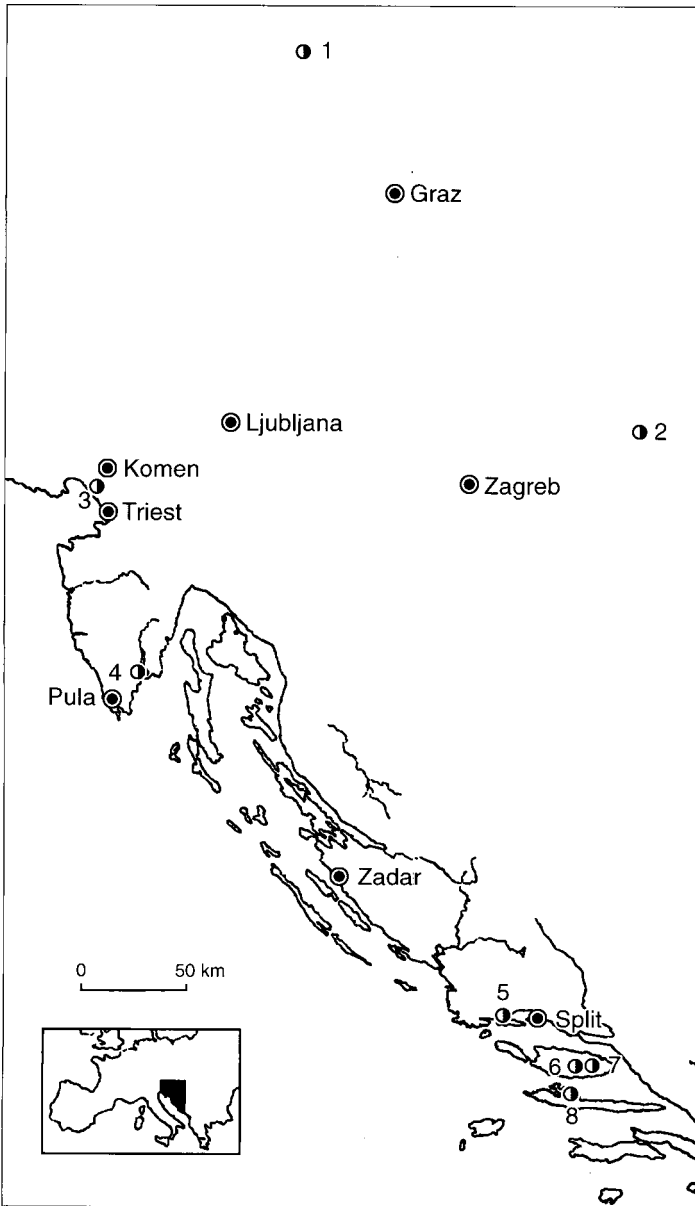 1
Graz
Ljubljana
2
Komen
Zagreb
3
Triest
4
Pula
Zadar
0 50 km
5
Split
6 7
8